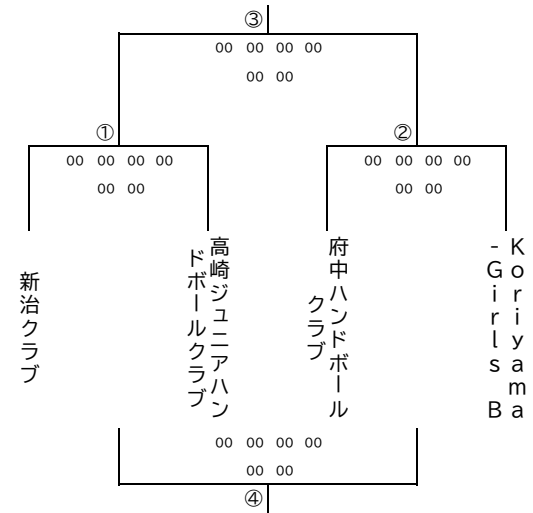 ③
00 00 00 00
00 00
①
00 00 00 00
00 00
②
00 00 00 00
00 00
新治クラブ
高崎ジュニアハン
ドボールクラブ
府中ハンドボール
クラブ
Koriyama
-Girls B
00 00 00 00
00 00
④